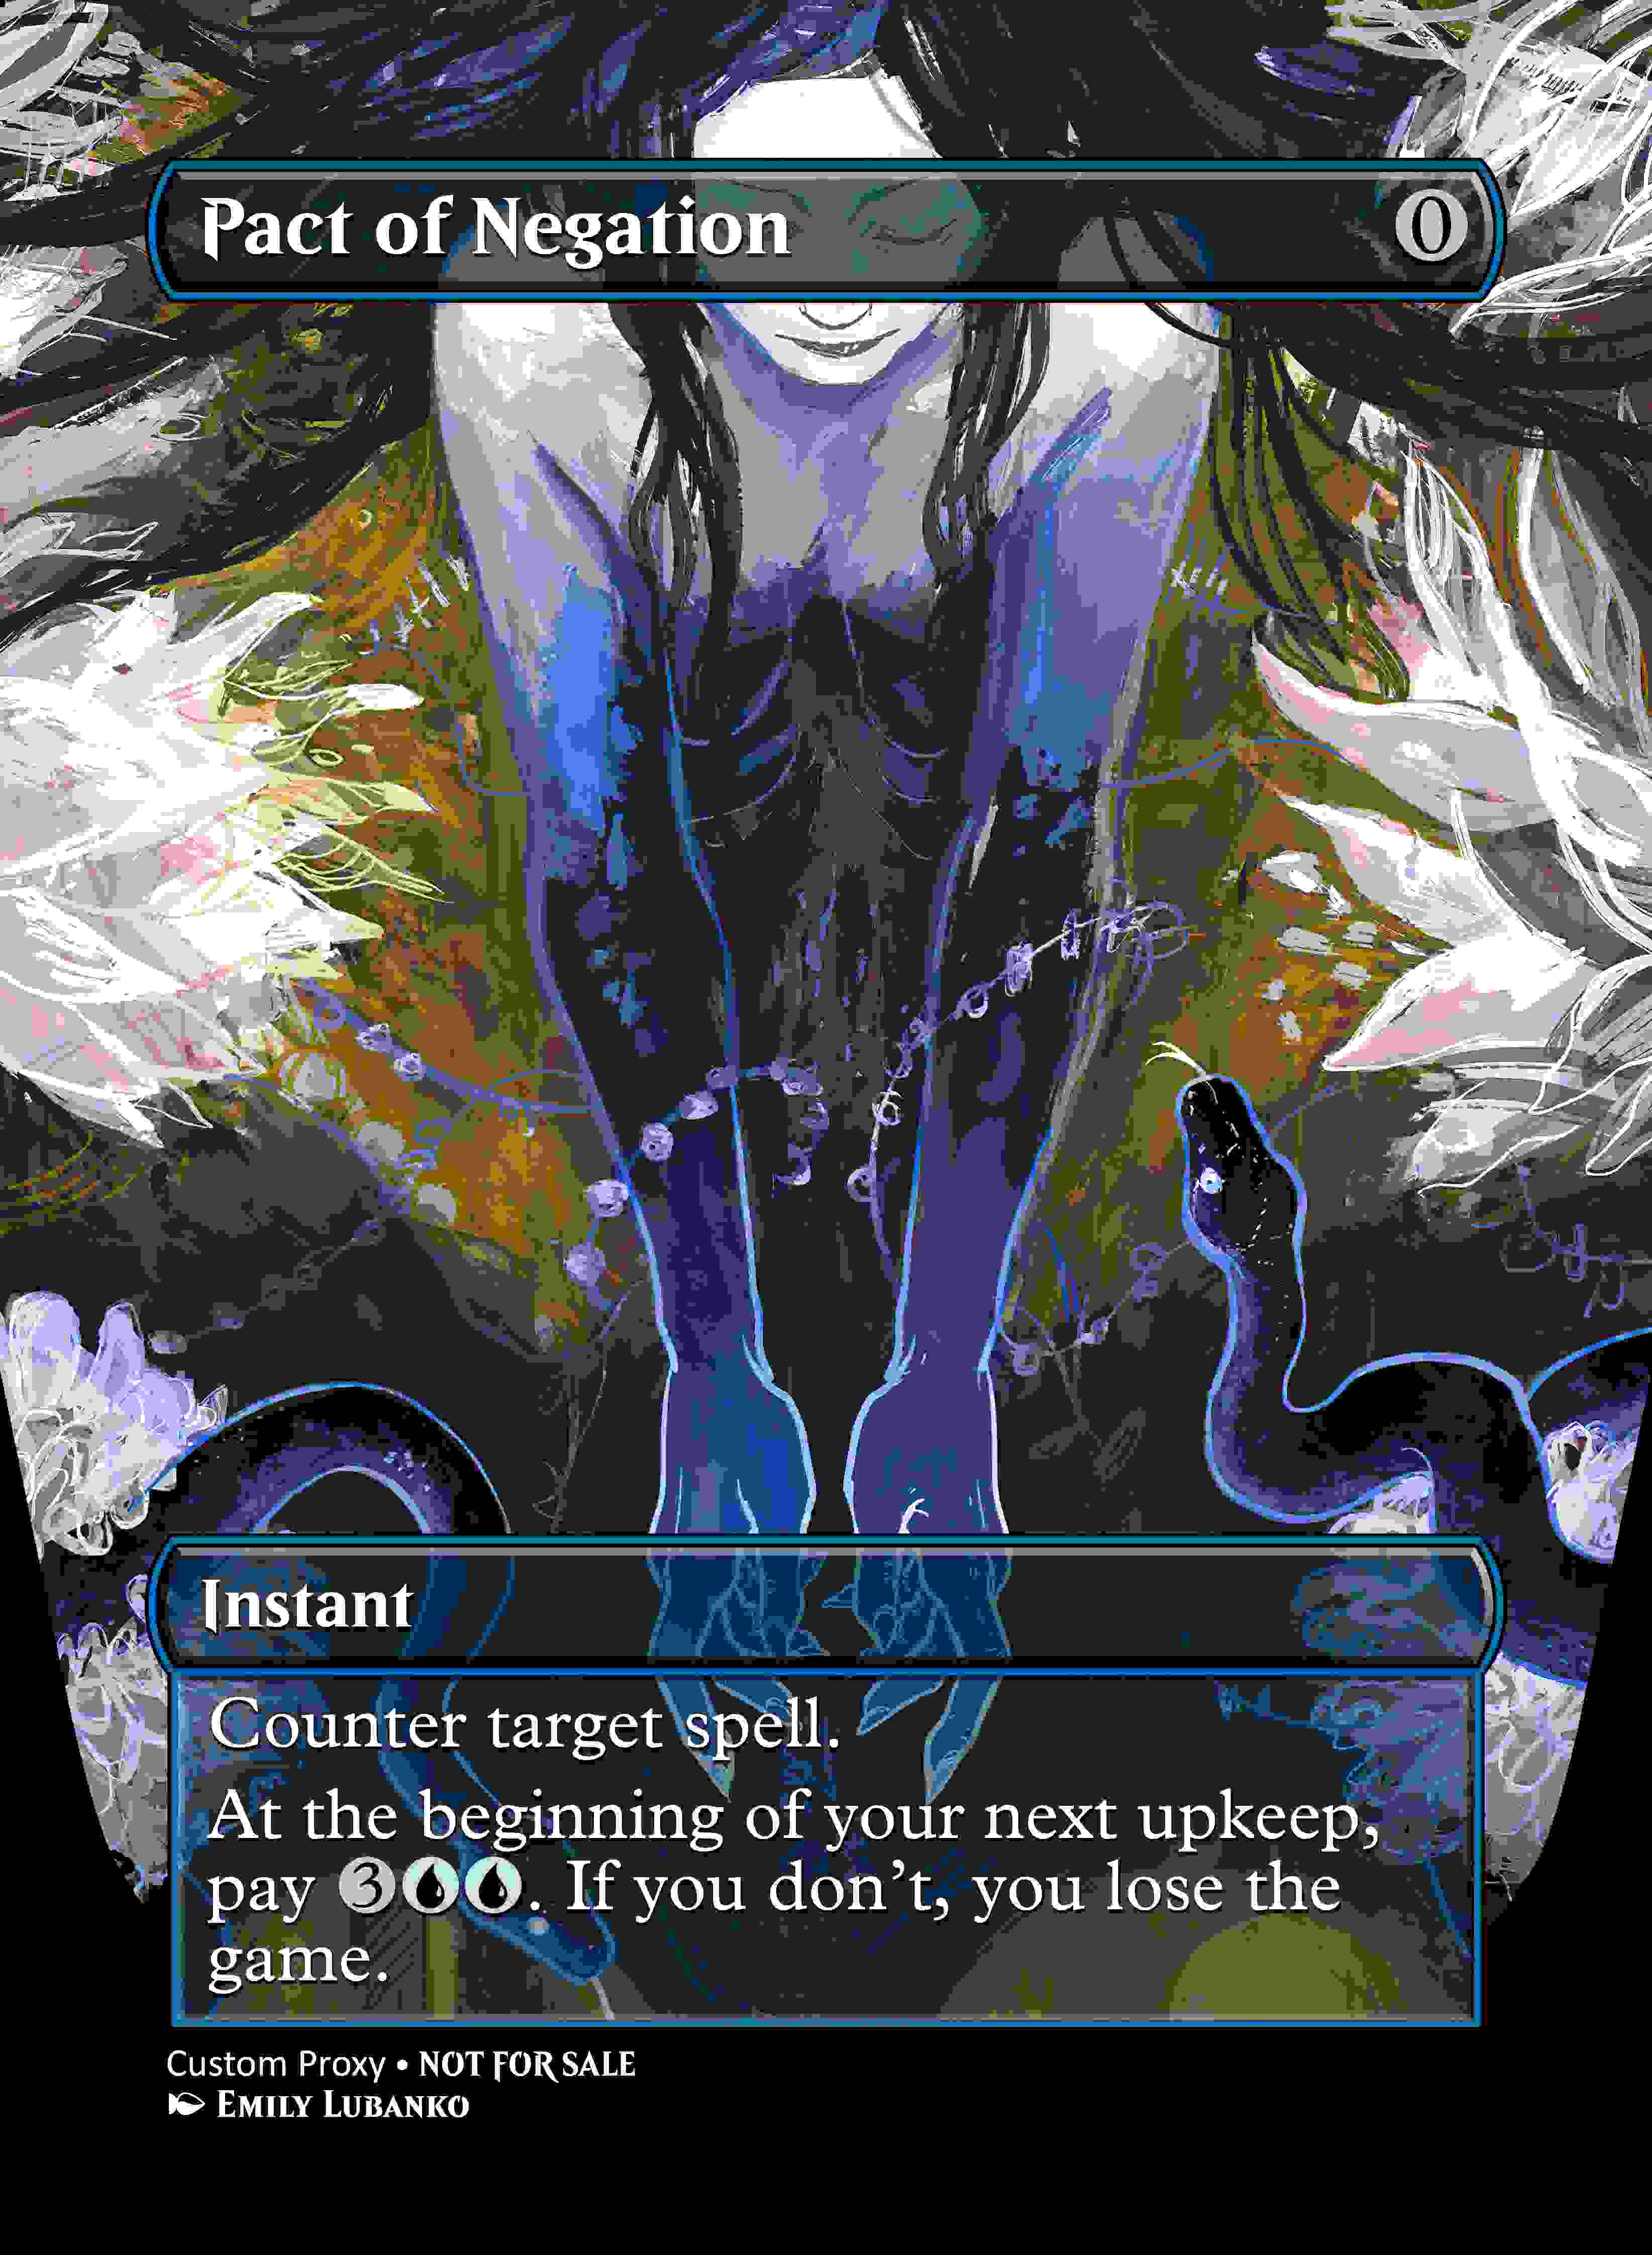 Pact of Negation 0
Instant
Counter target spell.
At the beginning of your next upkeep,
pay 3. If you don't, you lose the
game.
Custom Proxy • NOT FOR SALE
Emily Lubanko